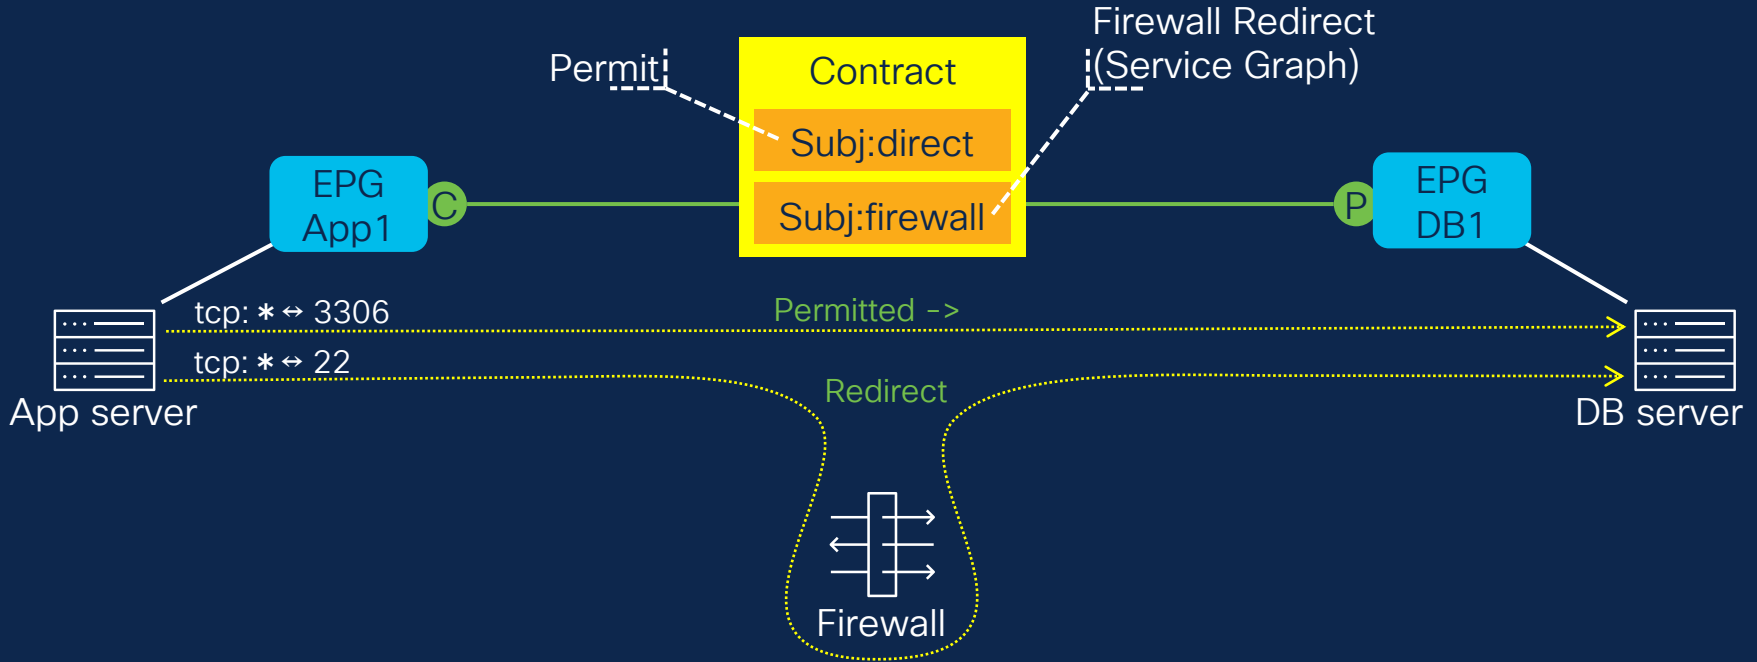 Firewall Redirect
(Service Graph)
Permit
Contract
Subj:direct
Subj:firewall
EPG
App1
C
P
EPG
DB1
tcp: * ↔ 3306
Permitted ->
tcp: * ↔ 22
Redirect
App server
DB server
Firewall